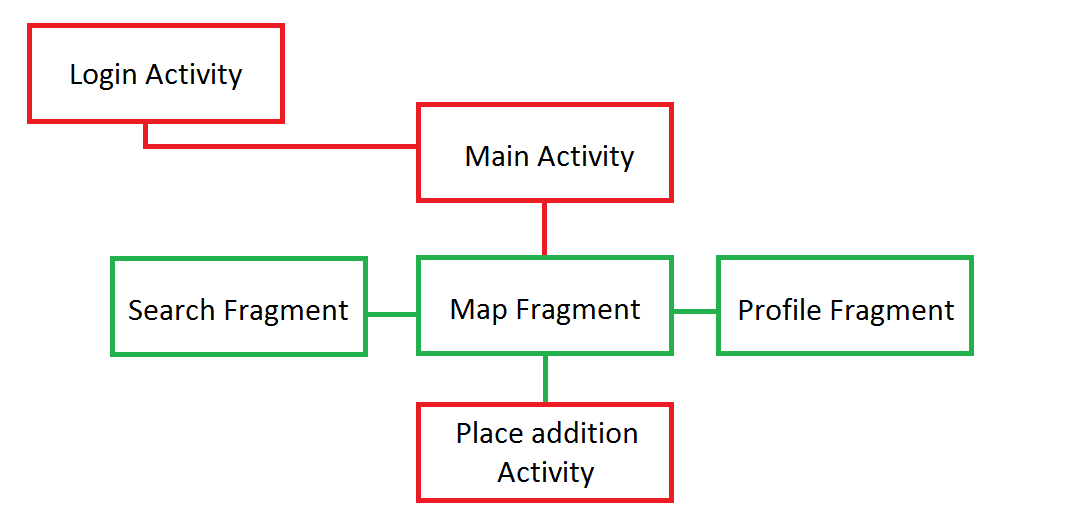 Login Activity
Main Activity
Search Fragment
Map Fragment
Profile Fragment
Place addition
Activity